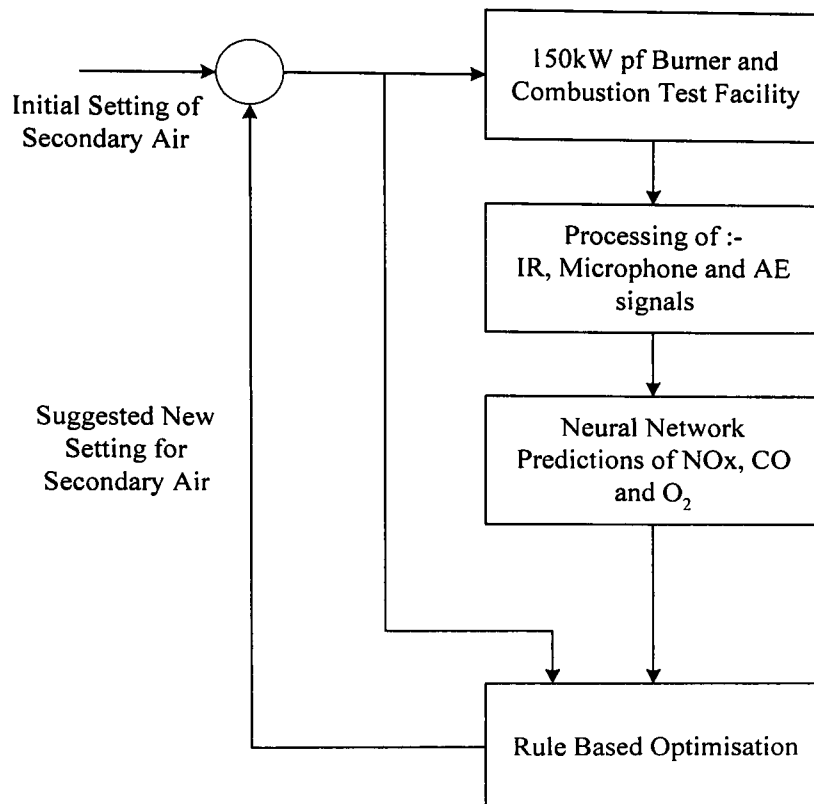 150kW pf Burner and
Combustion Test Facility
Initial Setting of
Secondary Air
Processing of :-
IR, Microphone and AE
signals
Suggested New
Setting for
Secondary Air
Neural Network
Predictions of NOx, CO
and O₂
Rule Based Optimisation